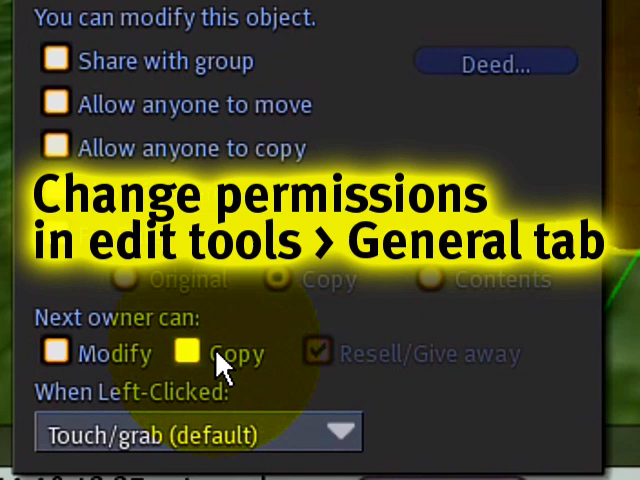 You can modify this object.
Share with group
Deed...
Allow anyone to move
Allow anyone to copy
Change permissions
in edit tools > General tab
Original Copy Contents
Next owner can:
Modify Copy Resell/Give away
When Left-Clicked:
Touch/grab (default)